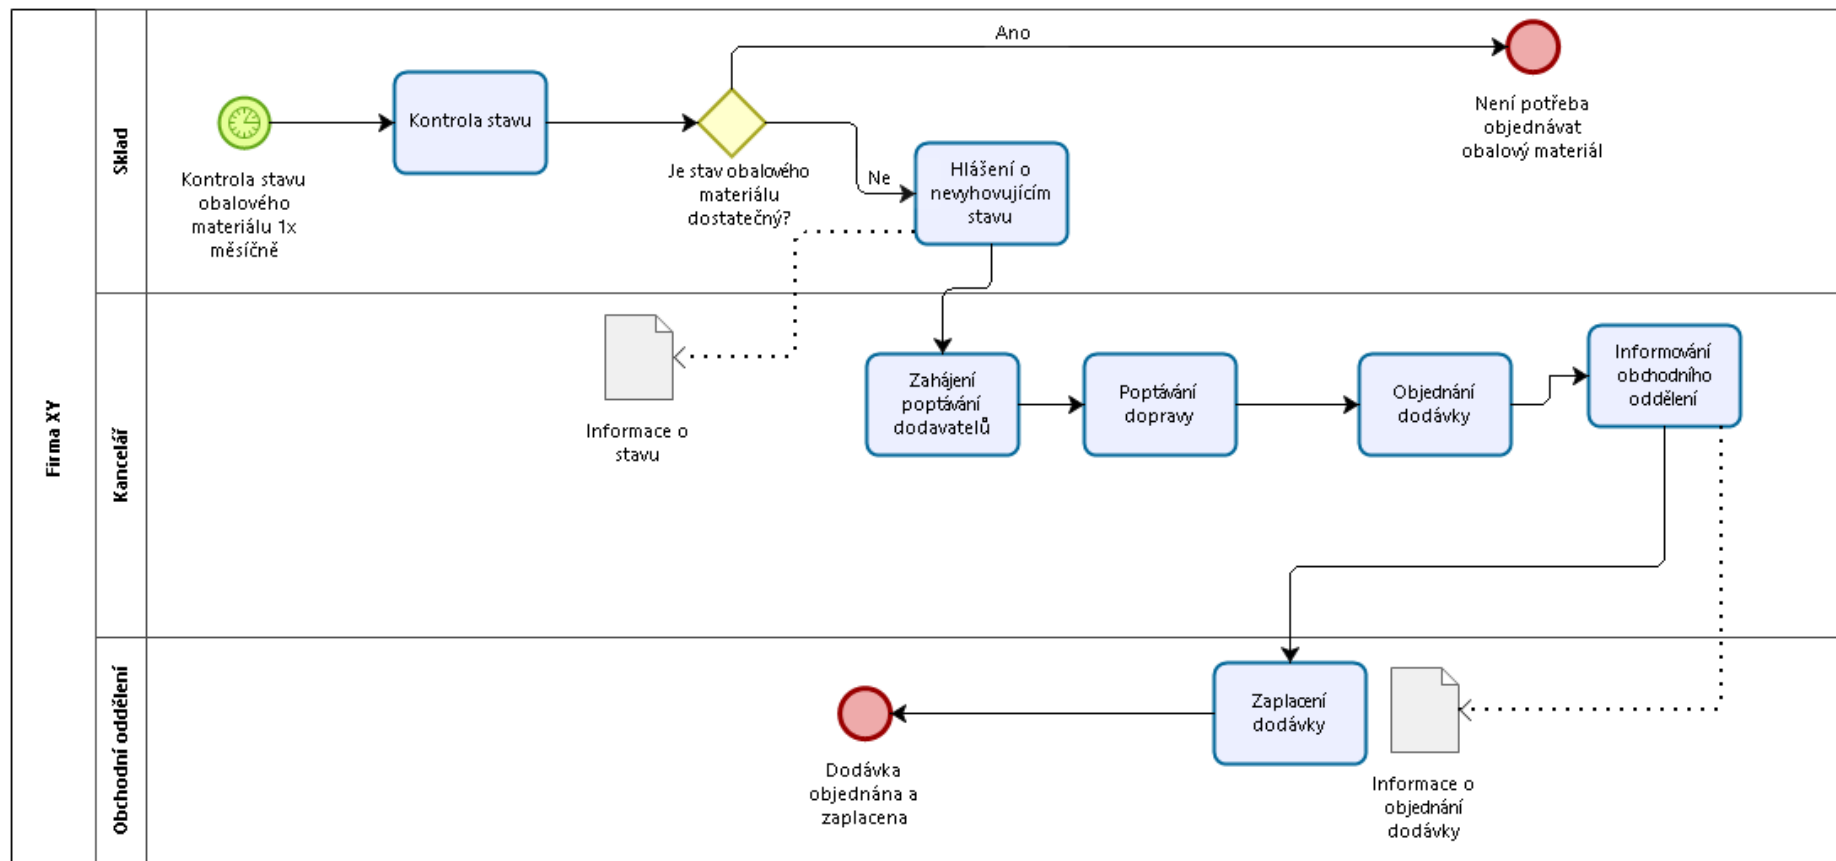 Firma XY
Sklad
Kontrola stavu
obalového
materiálu 1x
měsíčně
Kontrola stavu
Je stav obalového
materiálu
dostatečný?
Ano
Ne
Hlášení o
nevyhovujícím
stavu
Není potřeba
objednávat
obalový materiál
Kancelář
Informace o
stavu
Zahájení
poptávání
dodavatelů
Poptávání
dopravy
Objednání
dodávky
Informování
obchodního
oddělení
Obchodní oddělení
Dodávka
objednána a
zaplacena
Zaplacení
dodávky
Informace o
objednání
dodávky